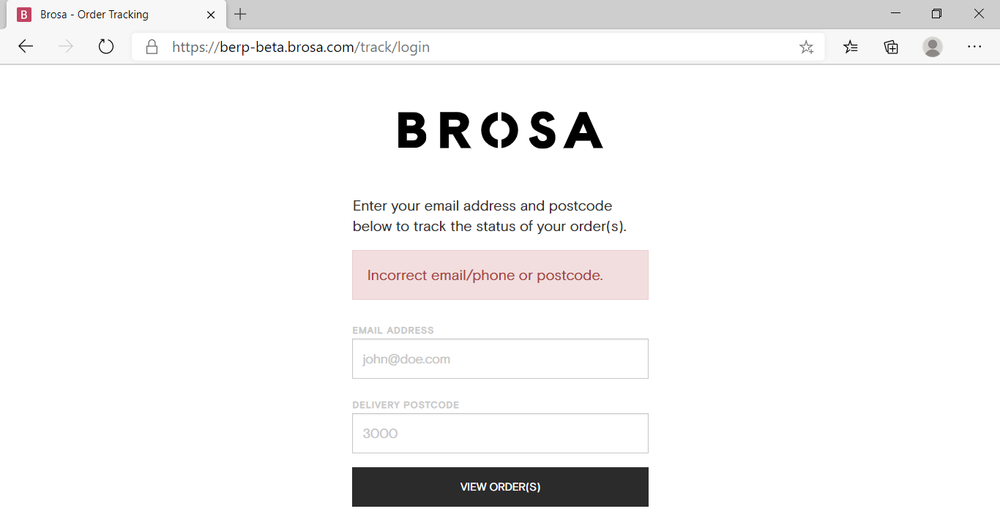 B Brosa - Order Tracking
https://berp-beta.brosa.com/track/login
BROSA
Enter your email address and postcode
below to track the status of your order(s).
Incorrect email/phone or postcode.
EMAIL ADDRESS
john@doe.com
DELIVERY POSTCODE
3000
VIEW ORDER(S)